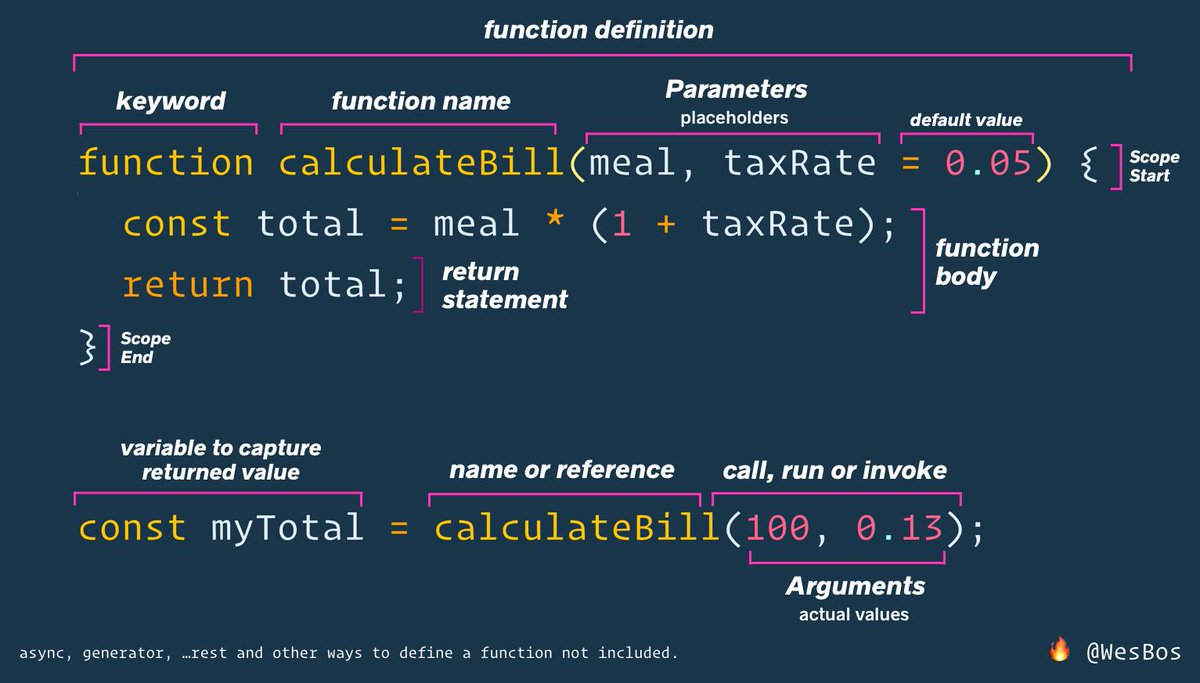 function definition
keyword
function name
Parameters
placeholders
default value
function calculateBill(meal, taxRate = 0.05) {
Scope
Start
const total = meal * (1 + taxRate);
function
body
return total;
return
statement
}
Scope
End
variable to capture
returned value
name or reference
call, run or invoke
const myTotal = calculateBill(100, 0.13);
Arguments
actual values
async, generator, …rest and other ways to define a function not included.
🔥 @WesBos